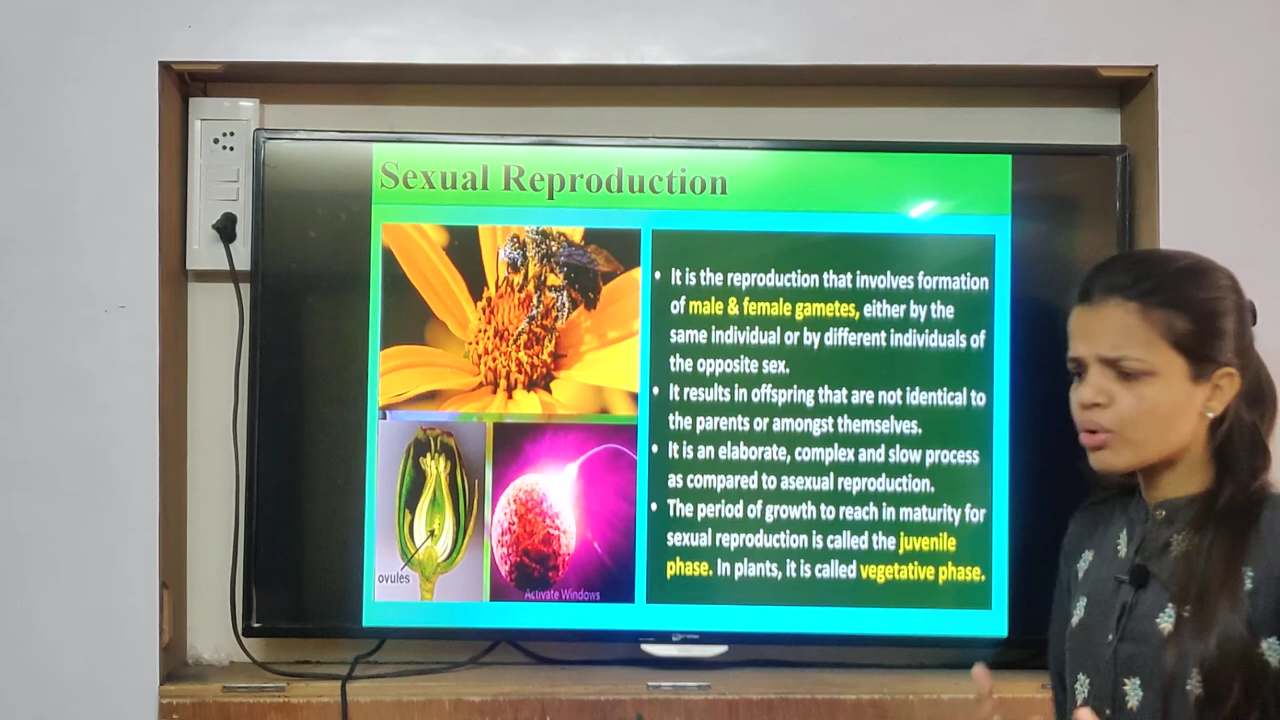 Sexual Reproduction
• It is the reproduction that involves formation
of male & female gametes, either by the
same individual or by different individuals of
the opposite sex.
• It results in offspring that are not identical to
the parents or amongst themselves.
• It is an elaborate, complex and slow process
as compared to asexual reproduction.
• The period of growth to reach in maturity for
sexual reproduction is called the juvenile
phase. In plants, it is called vegetative phase.
ovules
Activate Windows